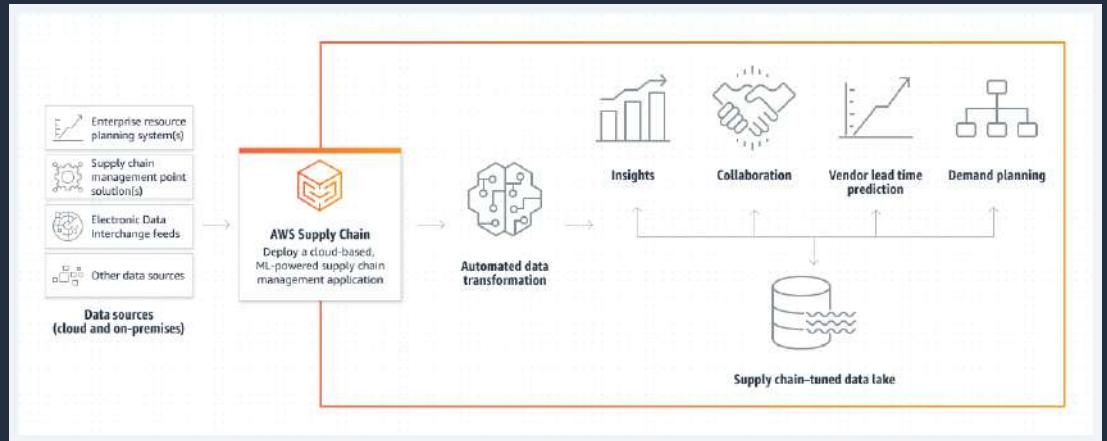 Enterprise resource
planning system(s)
Supply chain
management point
solution(s)
Electronic Data
Interchange feeds
Other data sources
Data sources
(cloud and on-premises)
AWS Supply Chain
Deploy a cloud-based,
ML-powered supply chain
management application
Automated data
transformation
Insights
Collaboration
Vendor lead time
prediction
Demand planning
Supply chain–tuned data lake